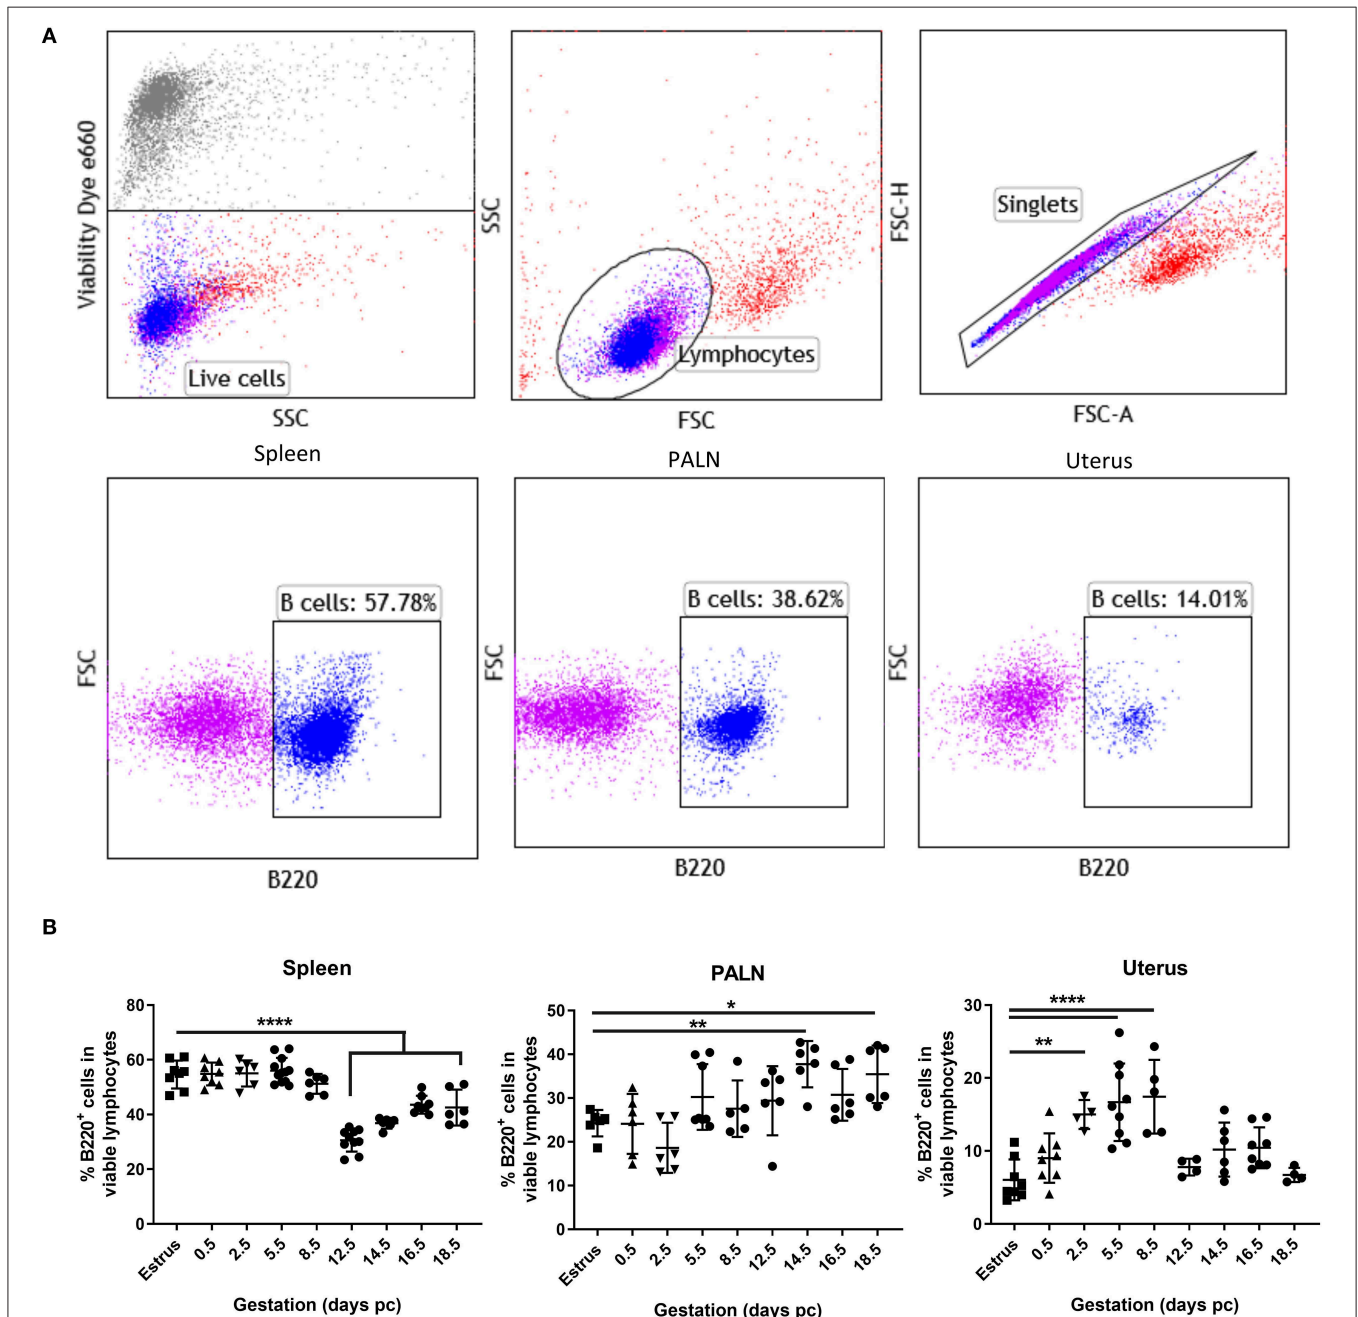 A
Viability Dye e660
Live cells
SSC
SSC
Lymphocytes
FSC
FSC-H
Singlets
FSC-A
Spleen
PALN
Uterus
FSC
B cells: 57.78%
B220
FSC
B cells: 38.62%
B220
FSC
B cells: 14.01%
B220
B
Spleen
% B220+ cells in
viable lymphocytes
80
60
40
20
0
****
Estrus 0.5 2.5 5.5 8.5 12.5 14.5 16.5 18.5
Gestation (days pc)
PALN
% B220+ cells in
viable lymphocytes
50
40
30
20
10
0
*
**
Estrus 0.5 2.5 5.5 8.5 12.5 14.5 16.5 18.5
Gestation (days pc)
Uterus
% B220+ cells in
viable lymphocytes
30
20
10
0
****
**
Estrus 0.5 2.5 5.5 8.5 12.5 14.5 16.5 18.5
Gestation (days pc)